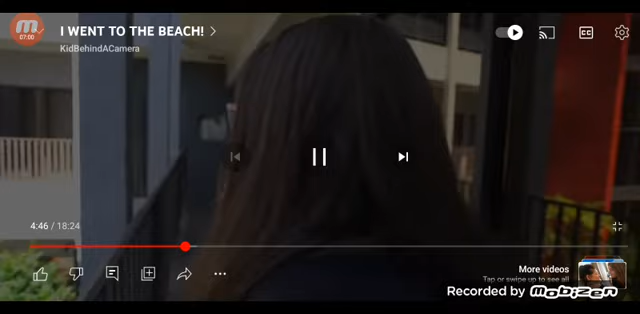 I WENT TO THE BEACH!
07:00
KidBehindACamera
CC
4:46 / 18:24
More videos
Tap or swipe up to see all
Recorded by mobizen